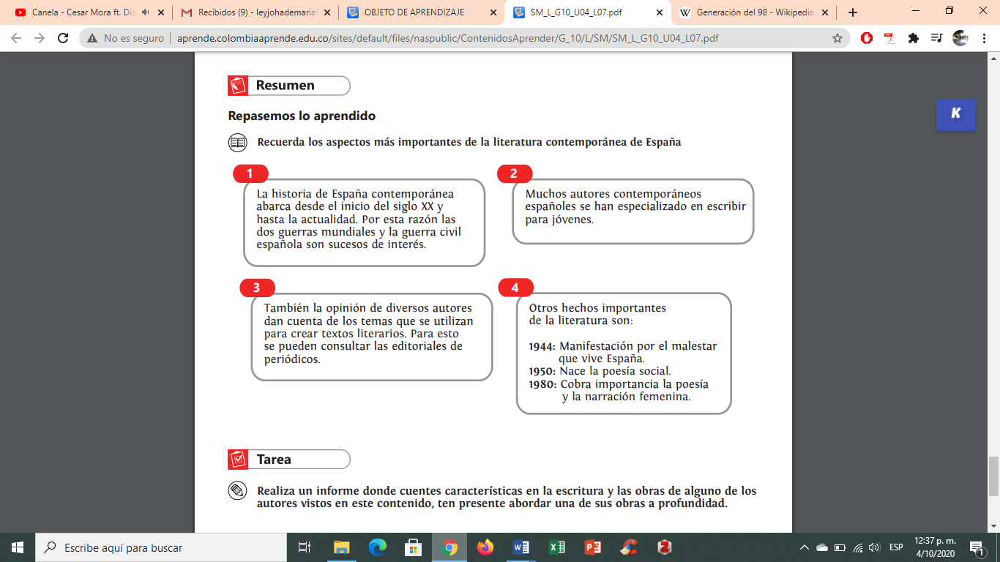 Canela - Cesar Mora ft. Dia
Recibidos (9) - leyjohademaria
OBJETO DE APRENDIZAJE
SM_L_G10_U04_L07.pdf
Generación del 98 - Wikipedia,
No es seguro
aprende.colombiaaprende.edu.co/sites/default/files/naspublic/ContenidosAprender/G_10/L/SM/SM_L_G10_U04_L07.pdf
Resumen
K
Repasemos lo aprendido
Recuerda los aspectos más importantes de la literatura contemporánea de España
1
La historia de España contemporánea
abarca desde el inicio del siglo XX y
hasta la actualidad. Por esta razón las
dos guerras mundiales y la guerra civil
española son sucesos de interés.
2
Muchos autores contemporáneos
españoles se han especializado en escribir
para jóvenes.
3
También la opinión de diversos autores
dan cuenta de los temas que se utilizan
para crear textos literarios. Para esto
se pueden consultar las editoriales de
periódicos.
4
Otros hechos importantes
de la literatura son:
1944: Manifestación por el malestar
que vive España.
1950: Nace la poesía social.
1980: Cobra importancia la poesía
y la narración femenina.
Tarea
Realiza un informe donde cuentes características en la escritura y las obras de alguno de los
autores vistos en este contenido, ten presente abordar una de sus obras a profundidad.
Escribe aquí para buscar
ESP
12:37 p. m.
4/10/2020
1